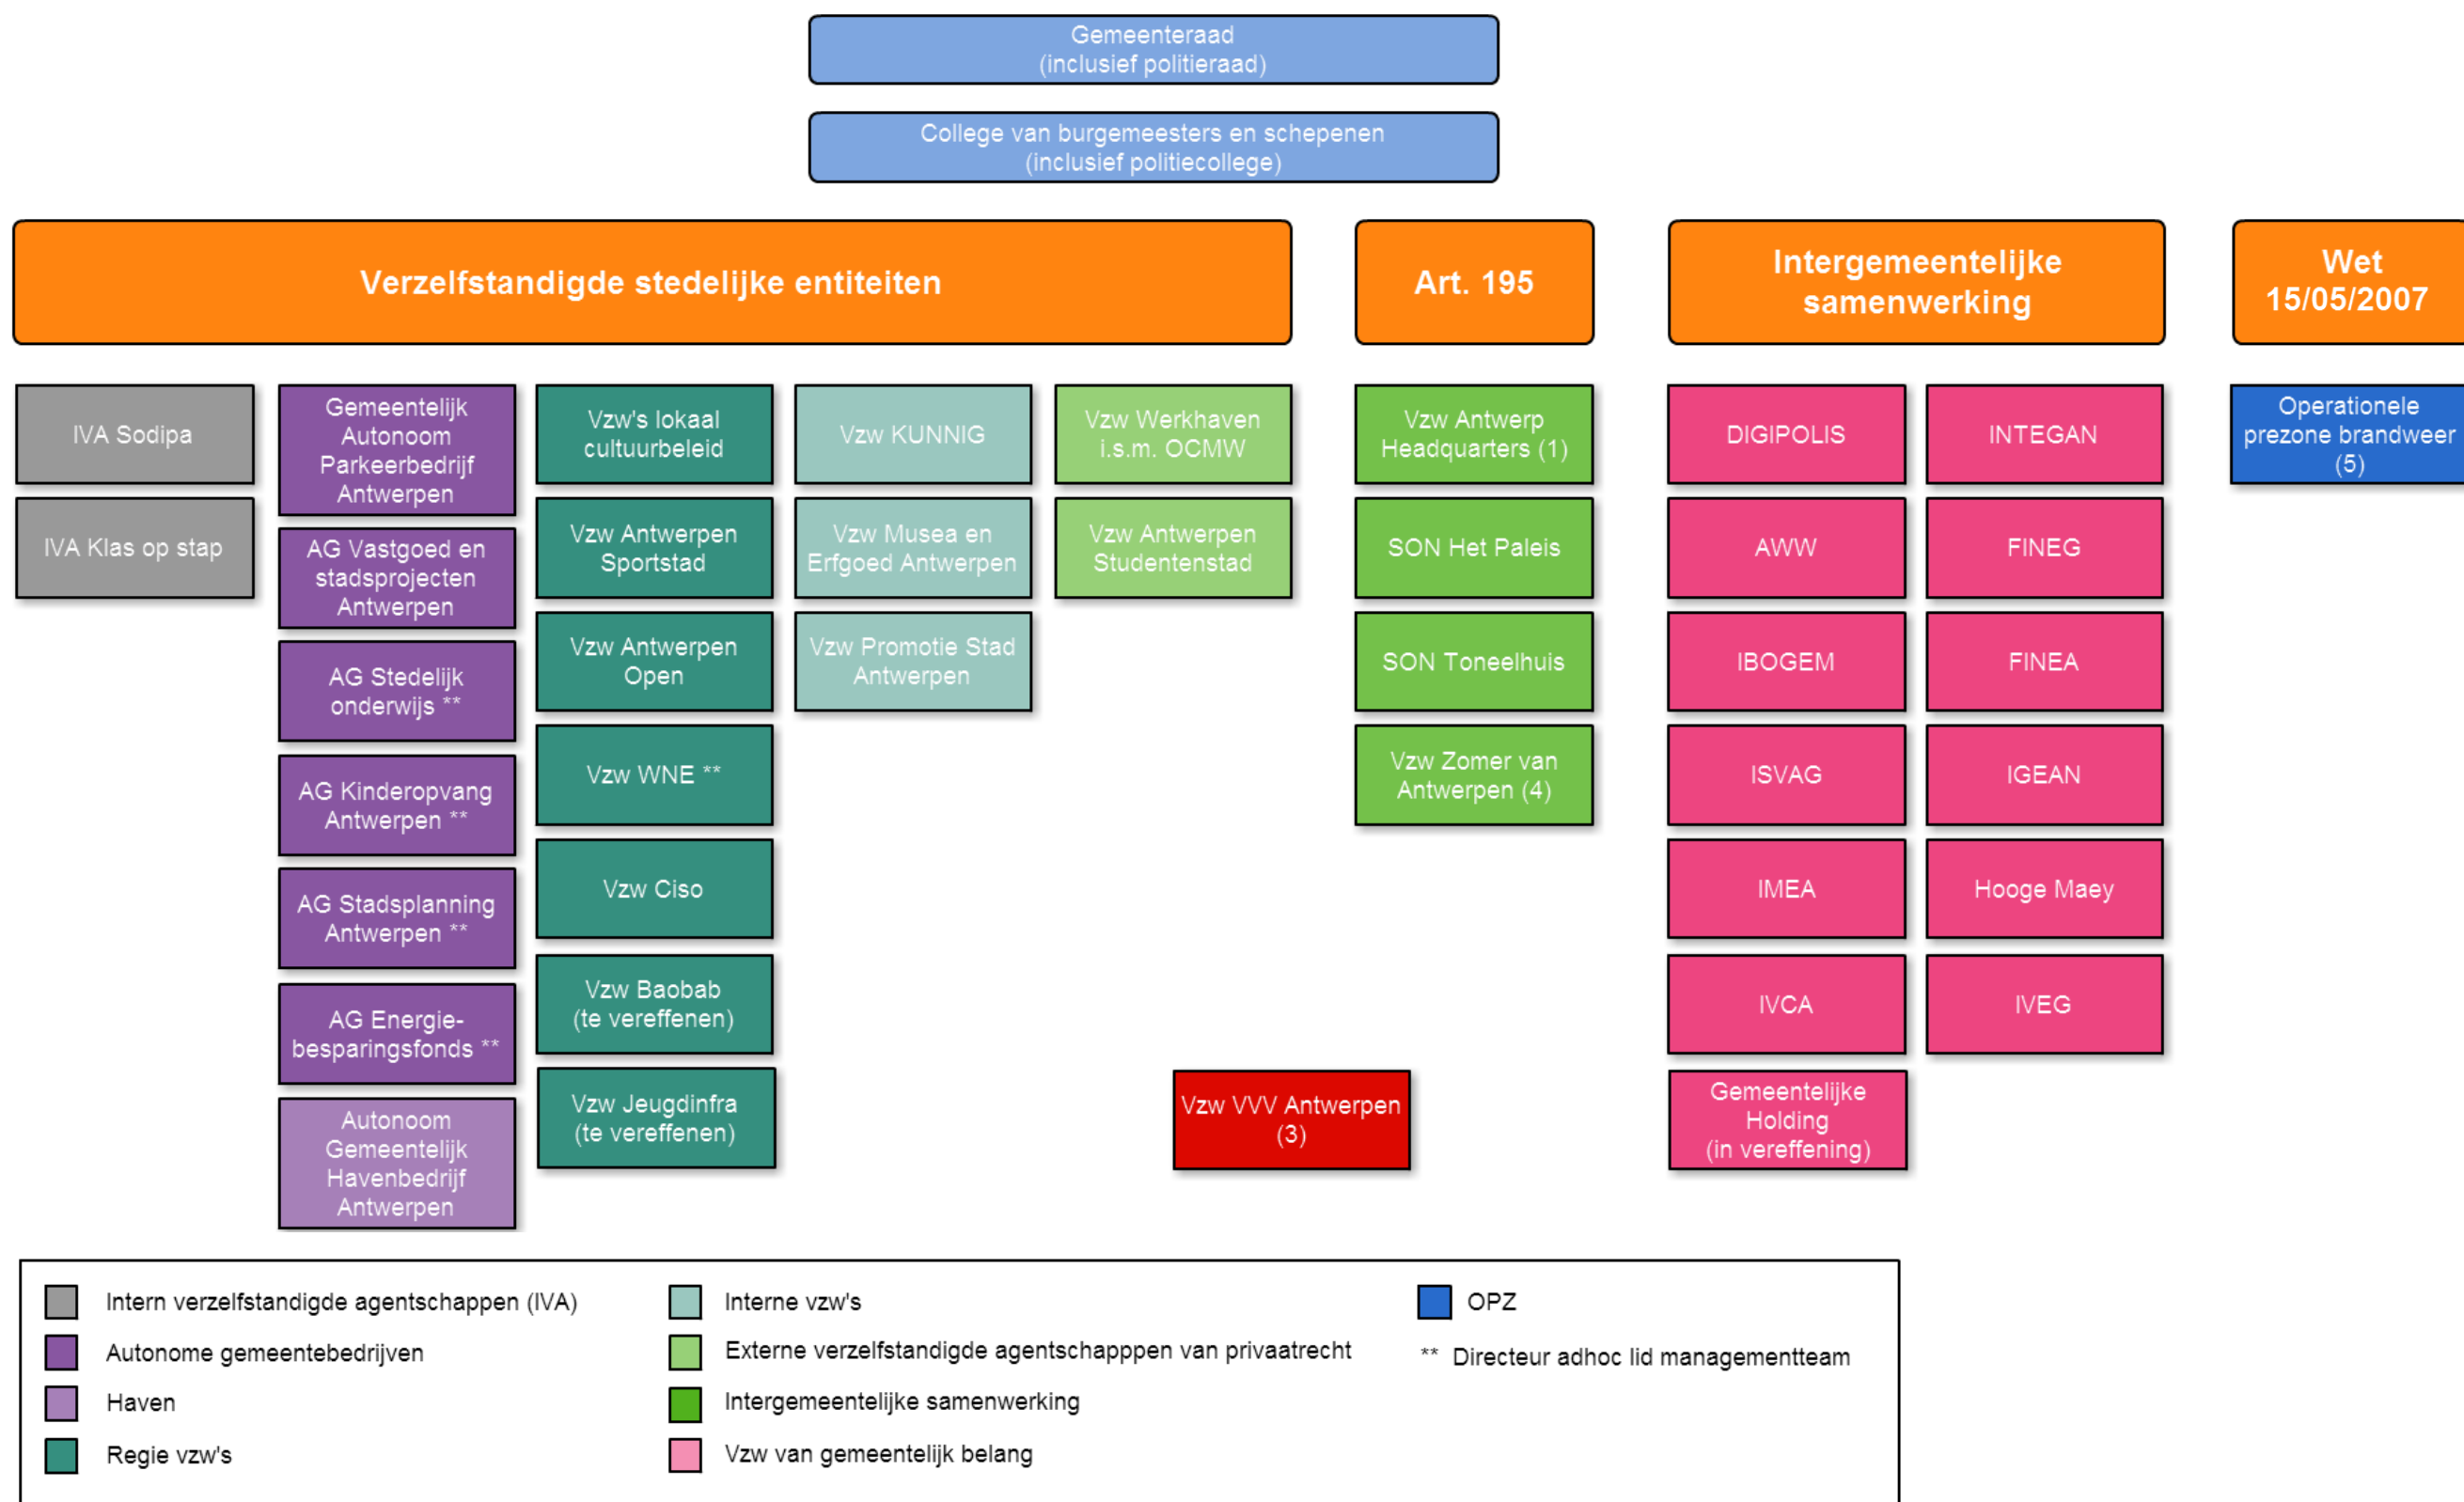 Gemeenteraad
(inclusief politieraad)
College van burgemeesters en schepenen
(inclusief politiecollege)
Verzelfstandigde stedelijke entiteiten
Art. 195
Intergemeentelijke
samenwerking
Wet
15/05/2007
IVA Sodipa
IVA Klas op stap
Gemeentelijk
Autonoom
Parkeerbedrijf
Antwerpen
AG Vastgoed en
stadsprojecten
Antwerpen
AG Stedelijk
onderwijs **
AG Kinderopvang
Antwerpen **
AG Stadsplanning
Antwerpen **
AG Energie-
besparingsfonds **
Autonoom
Gemeentelijk
Havenbedrijf
Antwerpen
Vzw's lokaal
cultuurbeleid
Vzw Antwerpen
Sportstad
Vzw Antwerpen
Open
Vzw WNE **
Vzw Ciso
Vzw Baobab
(te vereffenen)
Vzw Jeugdinfra
(te vereffenen)
Vzw KUNNIG
Vzw Musea en
Erfgoed Antwerpen
Vzw Promotie Stad
Antwerpen
Vzw Werkhaven
i.s.m. OCMW
Vzw Antwerpen
Studentenstad
Vzw VVV Antwerpen
(3)
Vzw Antwerp
Headquarters (1)
SON Het Paleis
SON Toneelhuis
Vzw Zomer van
Antwerpen (4)
DIGIPOLIS
AWW
IBOGEM
ISVAG
IMEA
IVCA
Gemeentelijke
Holding
(in vereffening)
INTEGAN
FINEG
FINEA
IGEAN
Hooge Maey
IVEG
Operationele
prezone brandweer
(5)
Intern verzelfstandigde agentschappen (IVA)
Autonome gemeentebedrijven
Haven
Regie vzw's
Interne vzw's
Externe verzelfstandigde agentschapppen van privaatrecht
Intergemeentelijke samenwerking
Vzw van gemeentelijk belang
OPZ
** Directeur adhoc lid managementteam